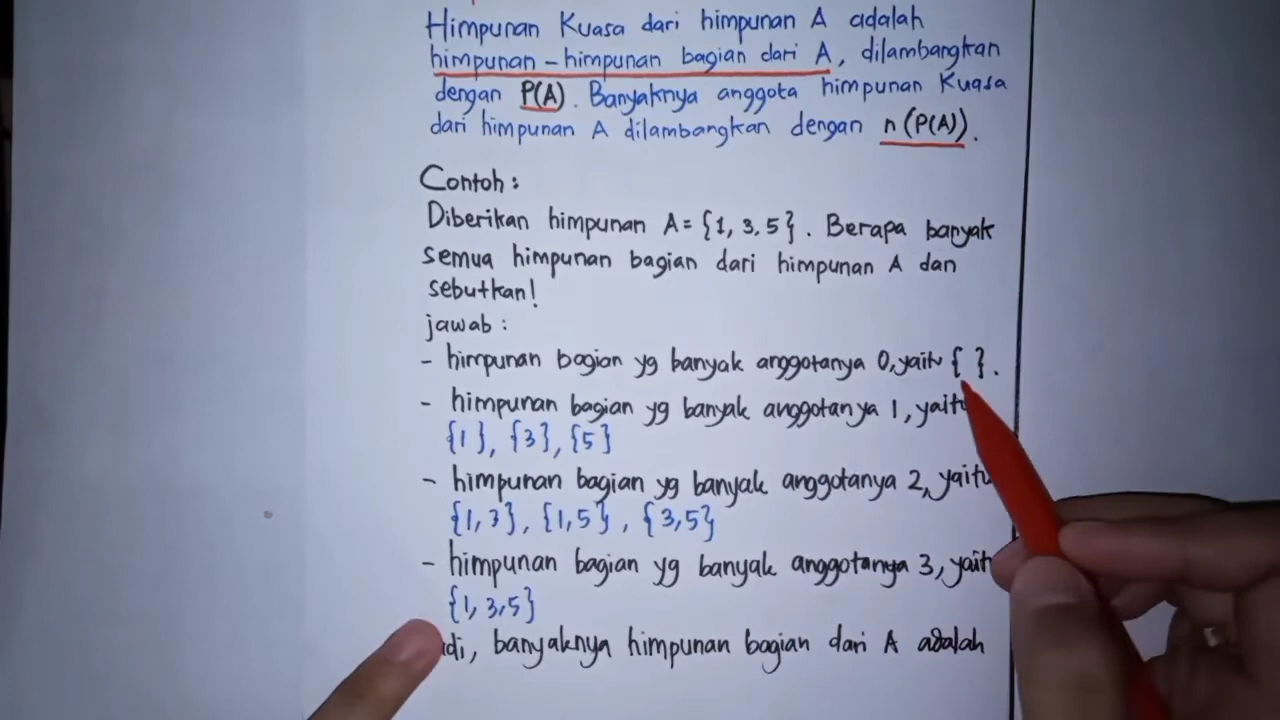 Himpunan Kuasa dari himpunan A adalah
himpunan - himpunan bagian dari A, dilambangkan
dengan P(A). Banyaknya anggota himpunan Kuasa
dari himpunan A dilambangkan dengan n(P(A)).
Contoh:
Diberikan himpunan A = {1, 3, 5}. Berapa banyak
semua himpunan bagian dari himpunan A dan
sebutkan!
jawab :
- himpunan bagian yg banyak anggotanya 0, yaitu { }.
- himpunan bagian yg banyak anggotanya 1, yaitu
{1}, {3}, {5}
- himpunan bagian yg banyak anggotanya 2, yaitu
{1, 3}, {1,5}, {3,5}
- himpunan bagian yg banyak anggotanya 3, yaitu
{1, 3,5}
adi, banyaknya himpunan bagian dari A adalah